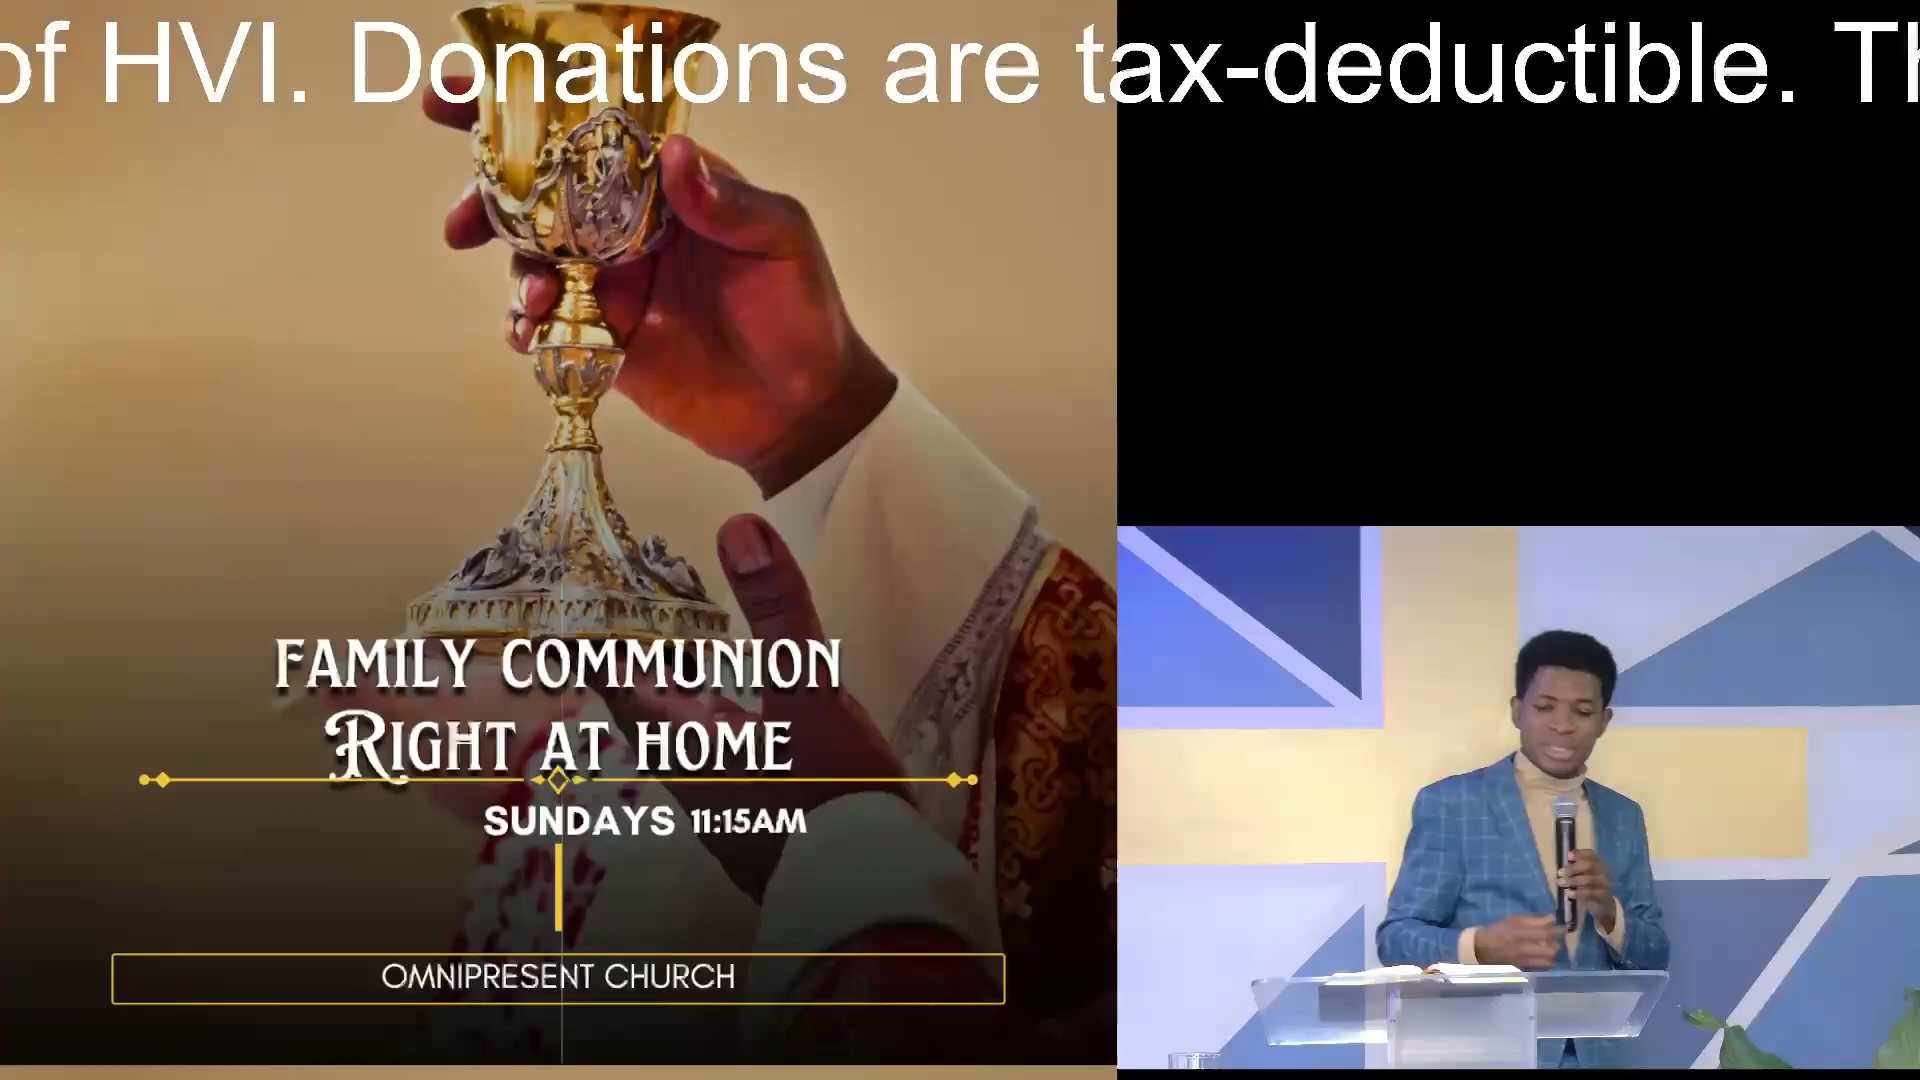 of HVI. Donations are tax-deductible. Th
FAMILY COMMUNION
RIGHT AT HOME
SUNDAYS 11:15AM
OMNIPRESENT CHURCH